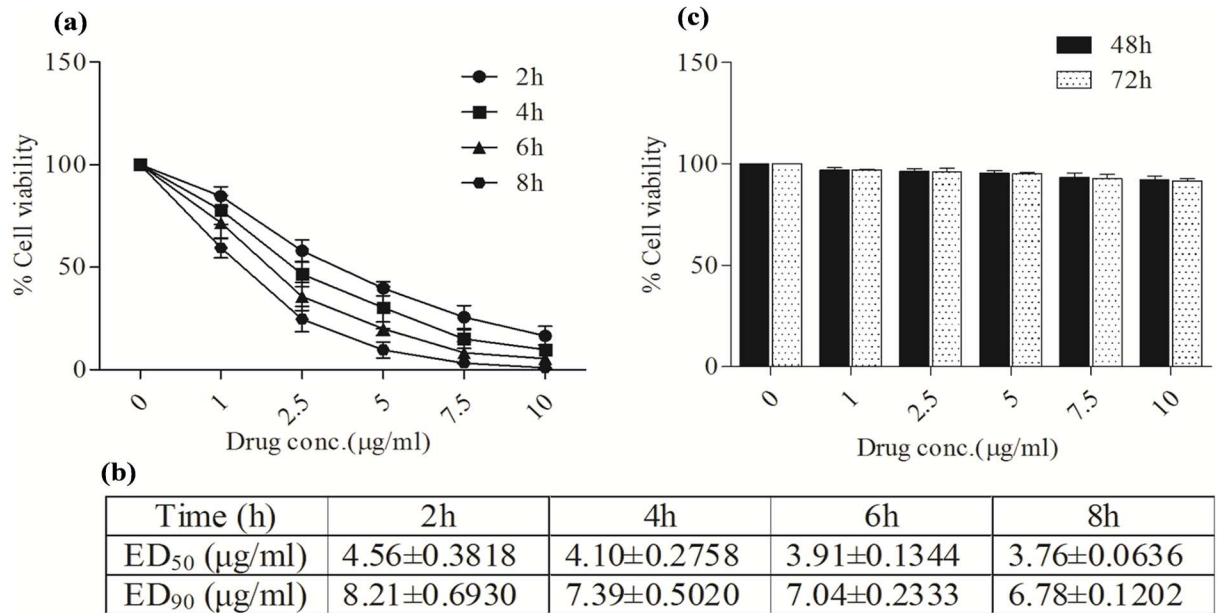 (a)
150
100
50
0
% Cell viability
2h
4h
6h
8h
0 1 2.5 5 7.5 10
Drug conc.(μg/ml)
(c)
150
100
50
0
% Cell viability
48h
72h
0 1 2.5 5 7.5 10
Drug conc.(μg/ml)
(b)
Time (h) 2h 4h 6h 8h
ED₅₀ (μg/ml) 4.56±0.3818 4.10±0.2758 3.91±0.1344 3.76±0.0636
ED₉₀ (μg/ml) 8.21±0.6930 7.39±0.5020 7.04±0.2333 6.78±0.1202